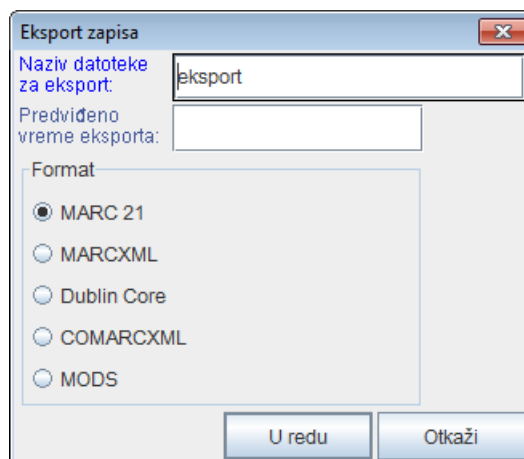 Eksport zapisa
Naziv datoteke
za eksport:
eksport
Predviđeno
vreme eksporta:
Format
MARC 21
MARCXML
Dublin Core
COMARCXML
MODS
U redu
Otkaži